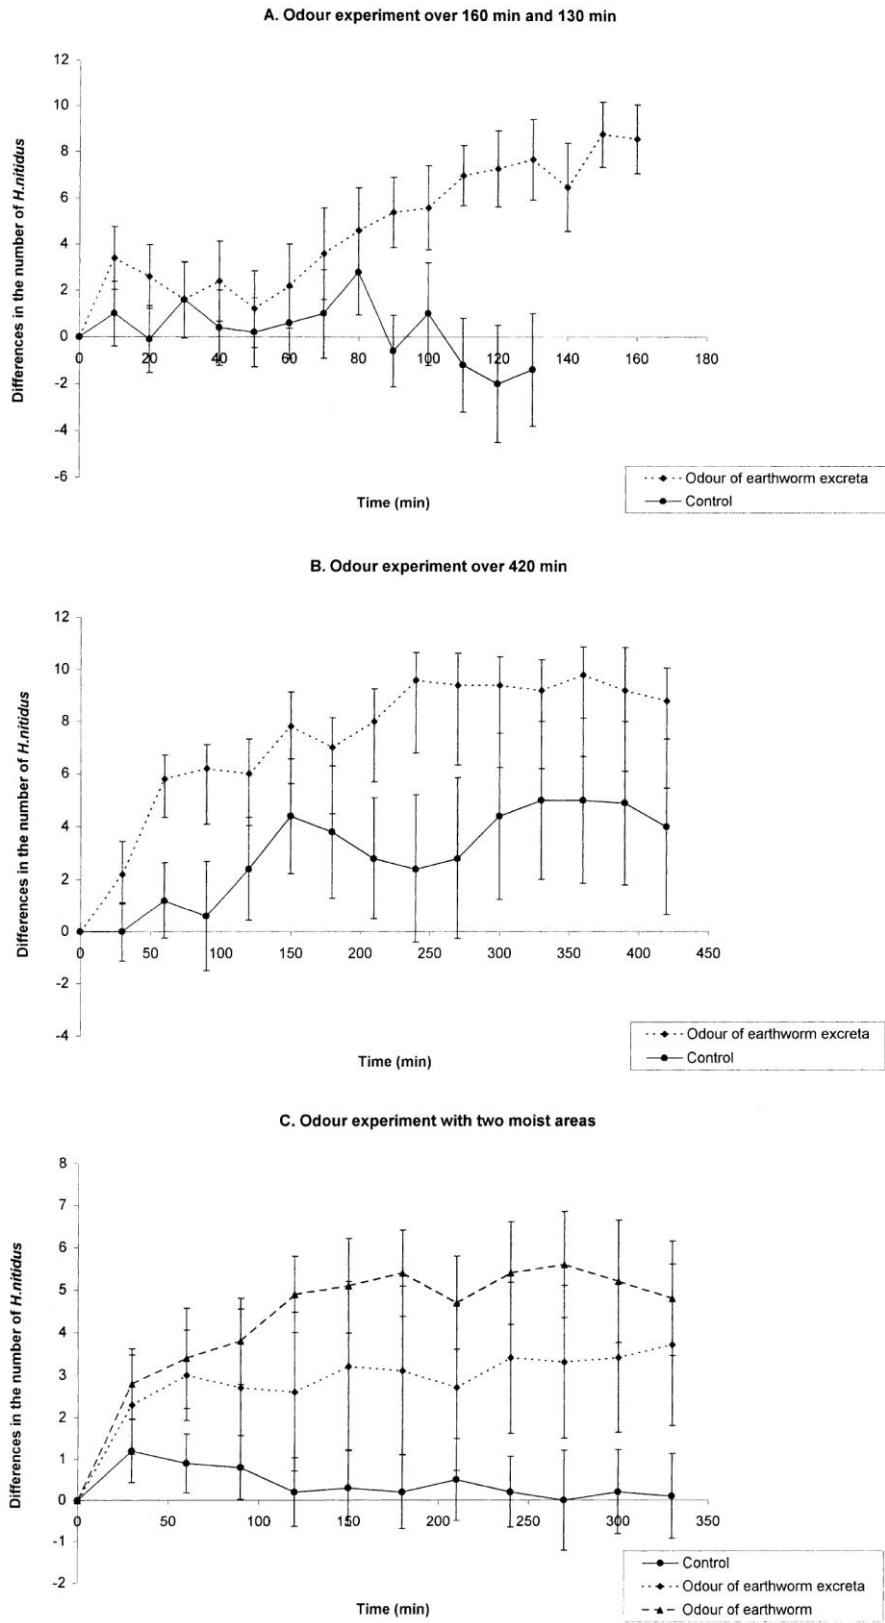 A. Odour experiment over 160 min and 130 min
12
10
8
6
4
2
0
-2
-4
-6
0 20 40 60 80 100 120 140 160 180
Differences in the number of H.nitidus
Time (min)
Odour of earthworm excreta
Control
B. Odour experiment over 420 min
12
10
8
6
4
2
0
-2
-4
0 50 100 150 200 250 300 350 400 450
Differences in the number of H.nitidus
Time (min)
Odour of earthworm excreta
Control
C. Odour experiment with two moist areas
8
7
6
5
4
3
2
1
0
-1
-2
0 50 100 150 200 250 300 350
Differences in the number of H.nitidus
Time (min)
Control
Odour of earthworm excreta
Odour of earthworm